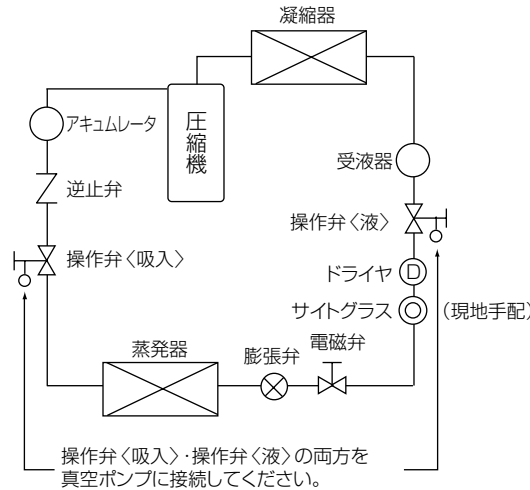 凝縮器
アキュムレータ
圧縮機
受液器
逆止弁
操作弁〈液〉
操作弁〈吸入〉
ドライヤ
D
サイトグラス
(現地手配)
電磁弁
膨張弁
蒸発器
操作弁〈吸入〉・操作弁〈液〉の両方を
真空ポンプに接続してください。